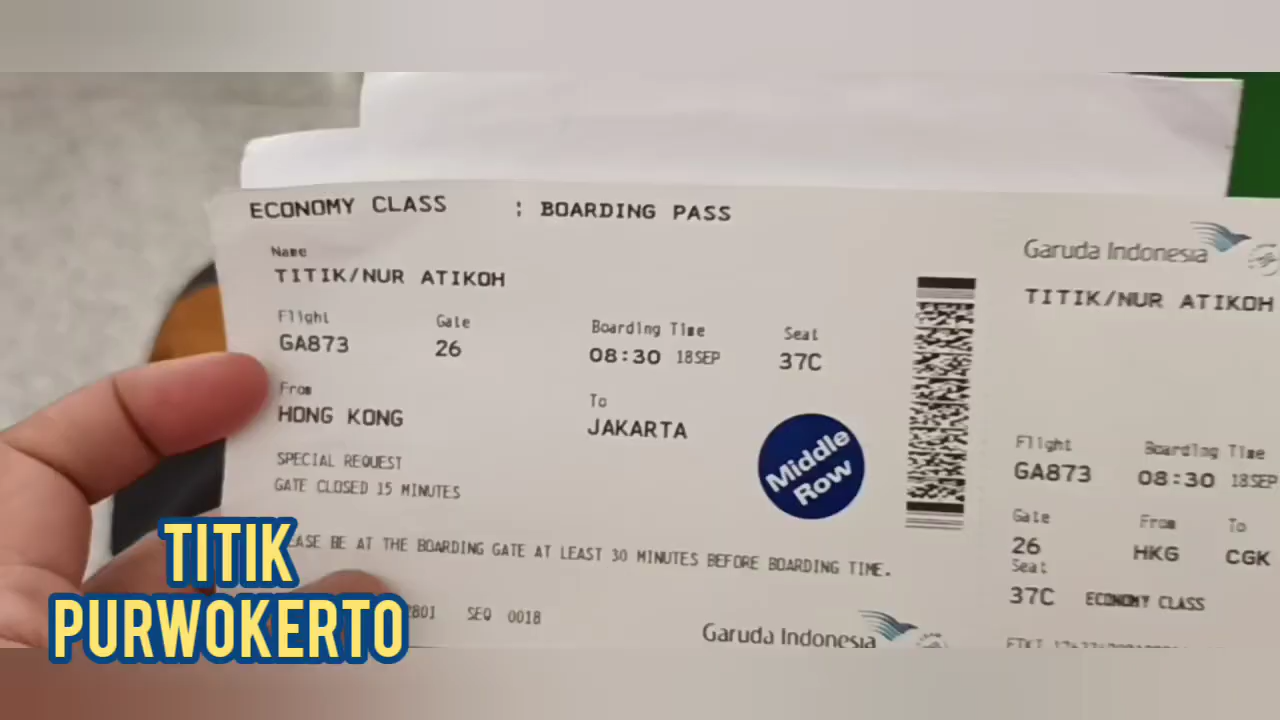 ECONOMY CLASS : BOARDING PASS
Name
TITIK/NUR ATIKOH
Flight Gate Boarding Time Seat
GA873 26 08:30 18SEP 37C
From To
HONG KONG JAKARTA
SPECIAL REQUEST
GATE CLOSED 15 MINUTES
Middle
Row
BE AT THE BOARDING GATE AT LEAST 30 MINUTES BEFORE BOARDING TIME.
SEQ 0018
Garuda Indonesia
Garuda Indonesia
TITIK/NUR ATIKOH
Flight Boarding Time
GA873 08:30 18SEP
Gate From To
26 HKG CGK
Seat
37C ECONOMY CLASS
TITIK
PURWOKERTO